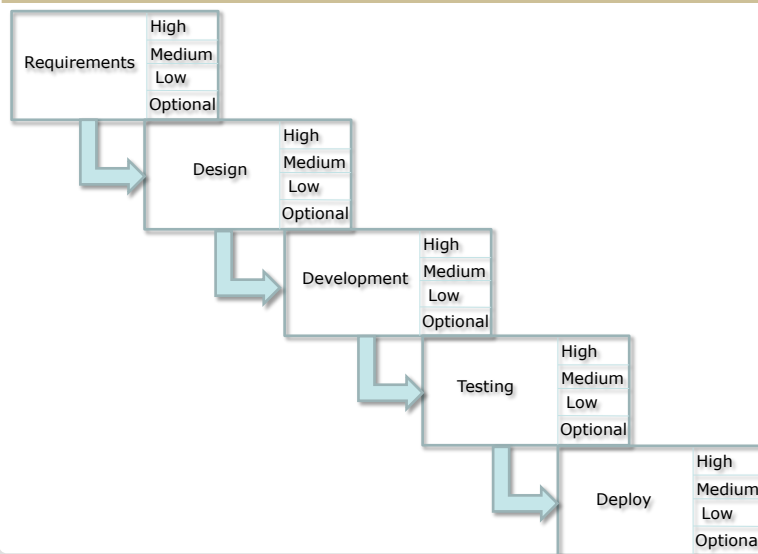 Requirements
High
Medium
Low
Optional
Design
High
Medium
Low
Optional
Development
High
Medium
Low
Optional
Testing
High
Medium
Low
Optional
Deploy
High
Medium
Low
Optiona